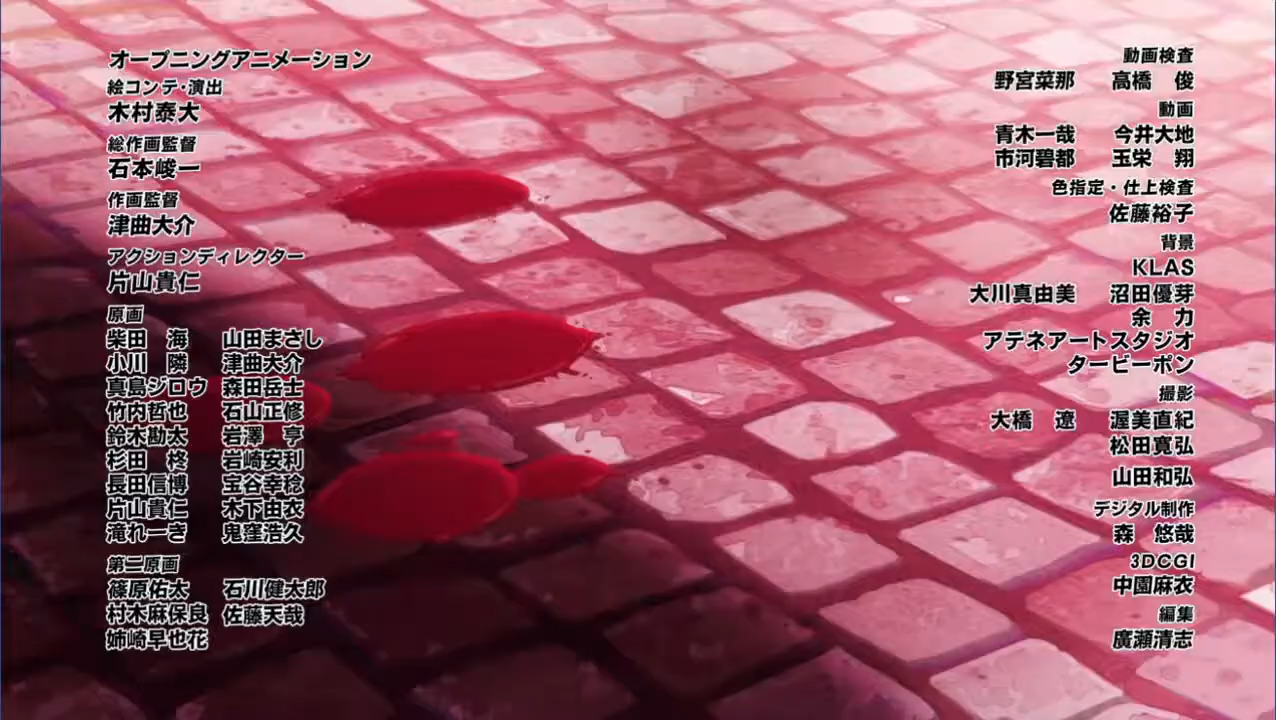 オープニングアニメーション
絵コンテ・演出
木村泰大
総作画監督
石本峻一
作画監督
津曲大介
アクションディレクター
片山貴仁
原画
柴田　海　山田まさし
小川　隣　津曲大介
真島ジロウ　森田岳士
竹内哲也　石山正修
鈴木勘太　岩澤　亨
杉田　柊　岩崎安利
長田信博　宝谷幸稔
片山貴仁　木下由衣
滝れーき　鬼窪浩久
第二原画
篠原佑太　石川健太郎
村木麻保良　佐藤天哉
姉崎早也花
動画検査
野宮菜那　高橋　俊
動画
青木一哉　今井大地
市河碧都　玉栄　翔
色指定・仕上検査
佐藤裕子
背景
KLAS
大川真由美　沼田優芽
余　力
アテネアートスタジオ
タービーポン
撮影
大橋　遼　渥美直紀
松田寛弘
山田和弘
デジタル制作
森　悠哉
3DCGI
中園麻衣
編集
廣瀬清志